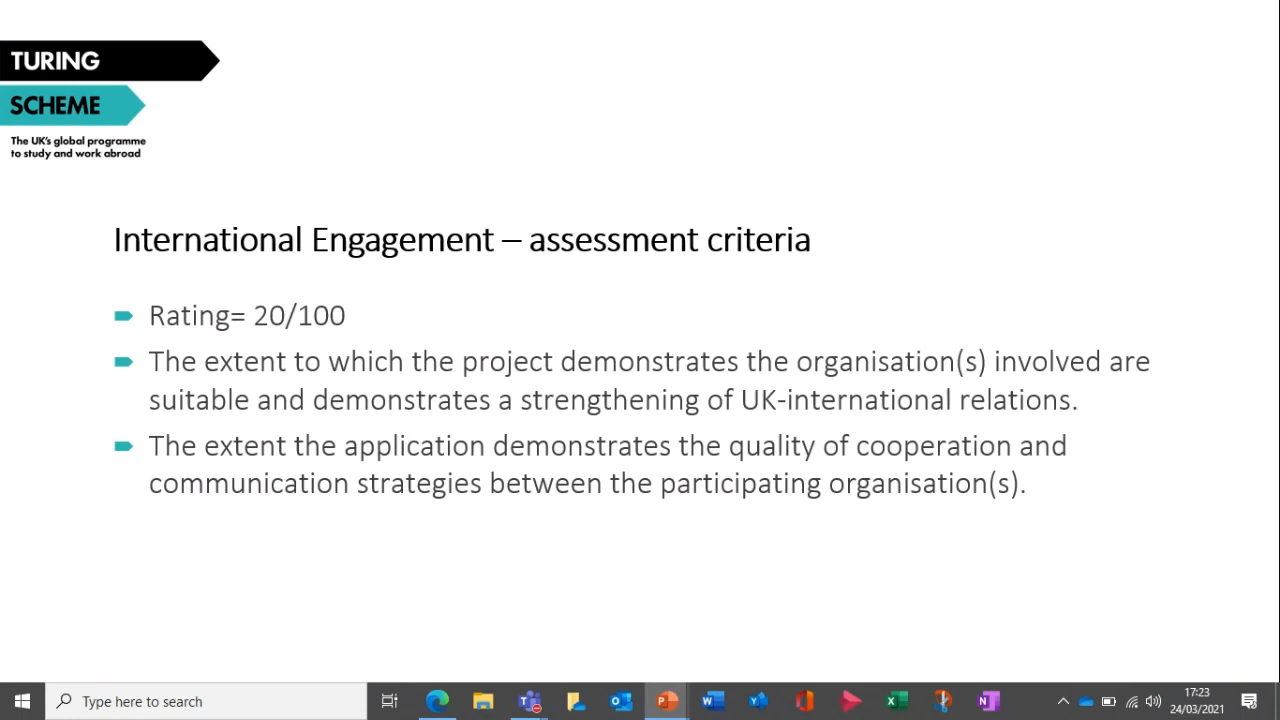 TURING
SCHEME
The UK's global programme
to study and work abroad
International Engagement – assessment criteria
Rating= 20/100
The extent to which the project demonstrates the organisation(s) involved are
suitable and demonstrates a strengthening of UK-international relations.
The extent the application demonstrates the quality of cooperation and
communication strategies between the participating organisation(s).
Type here to search
17:23
24/03/2021